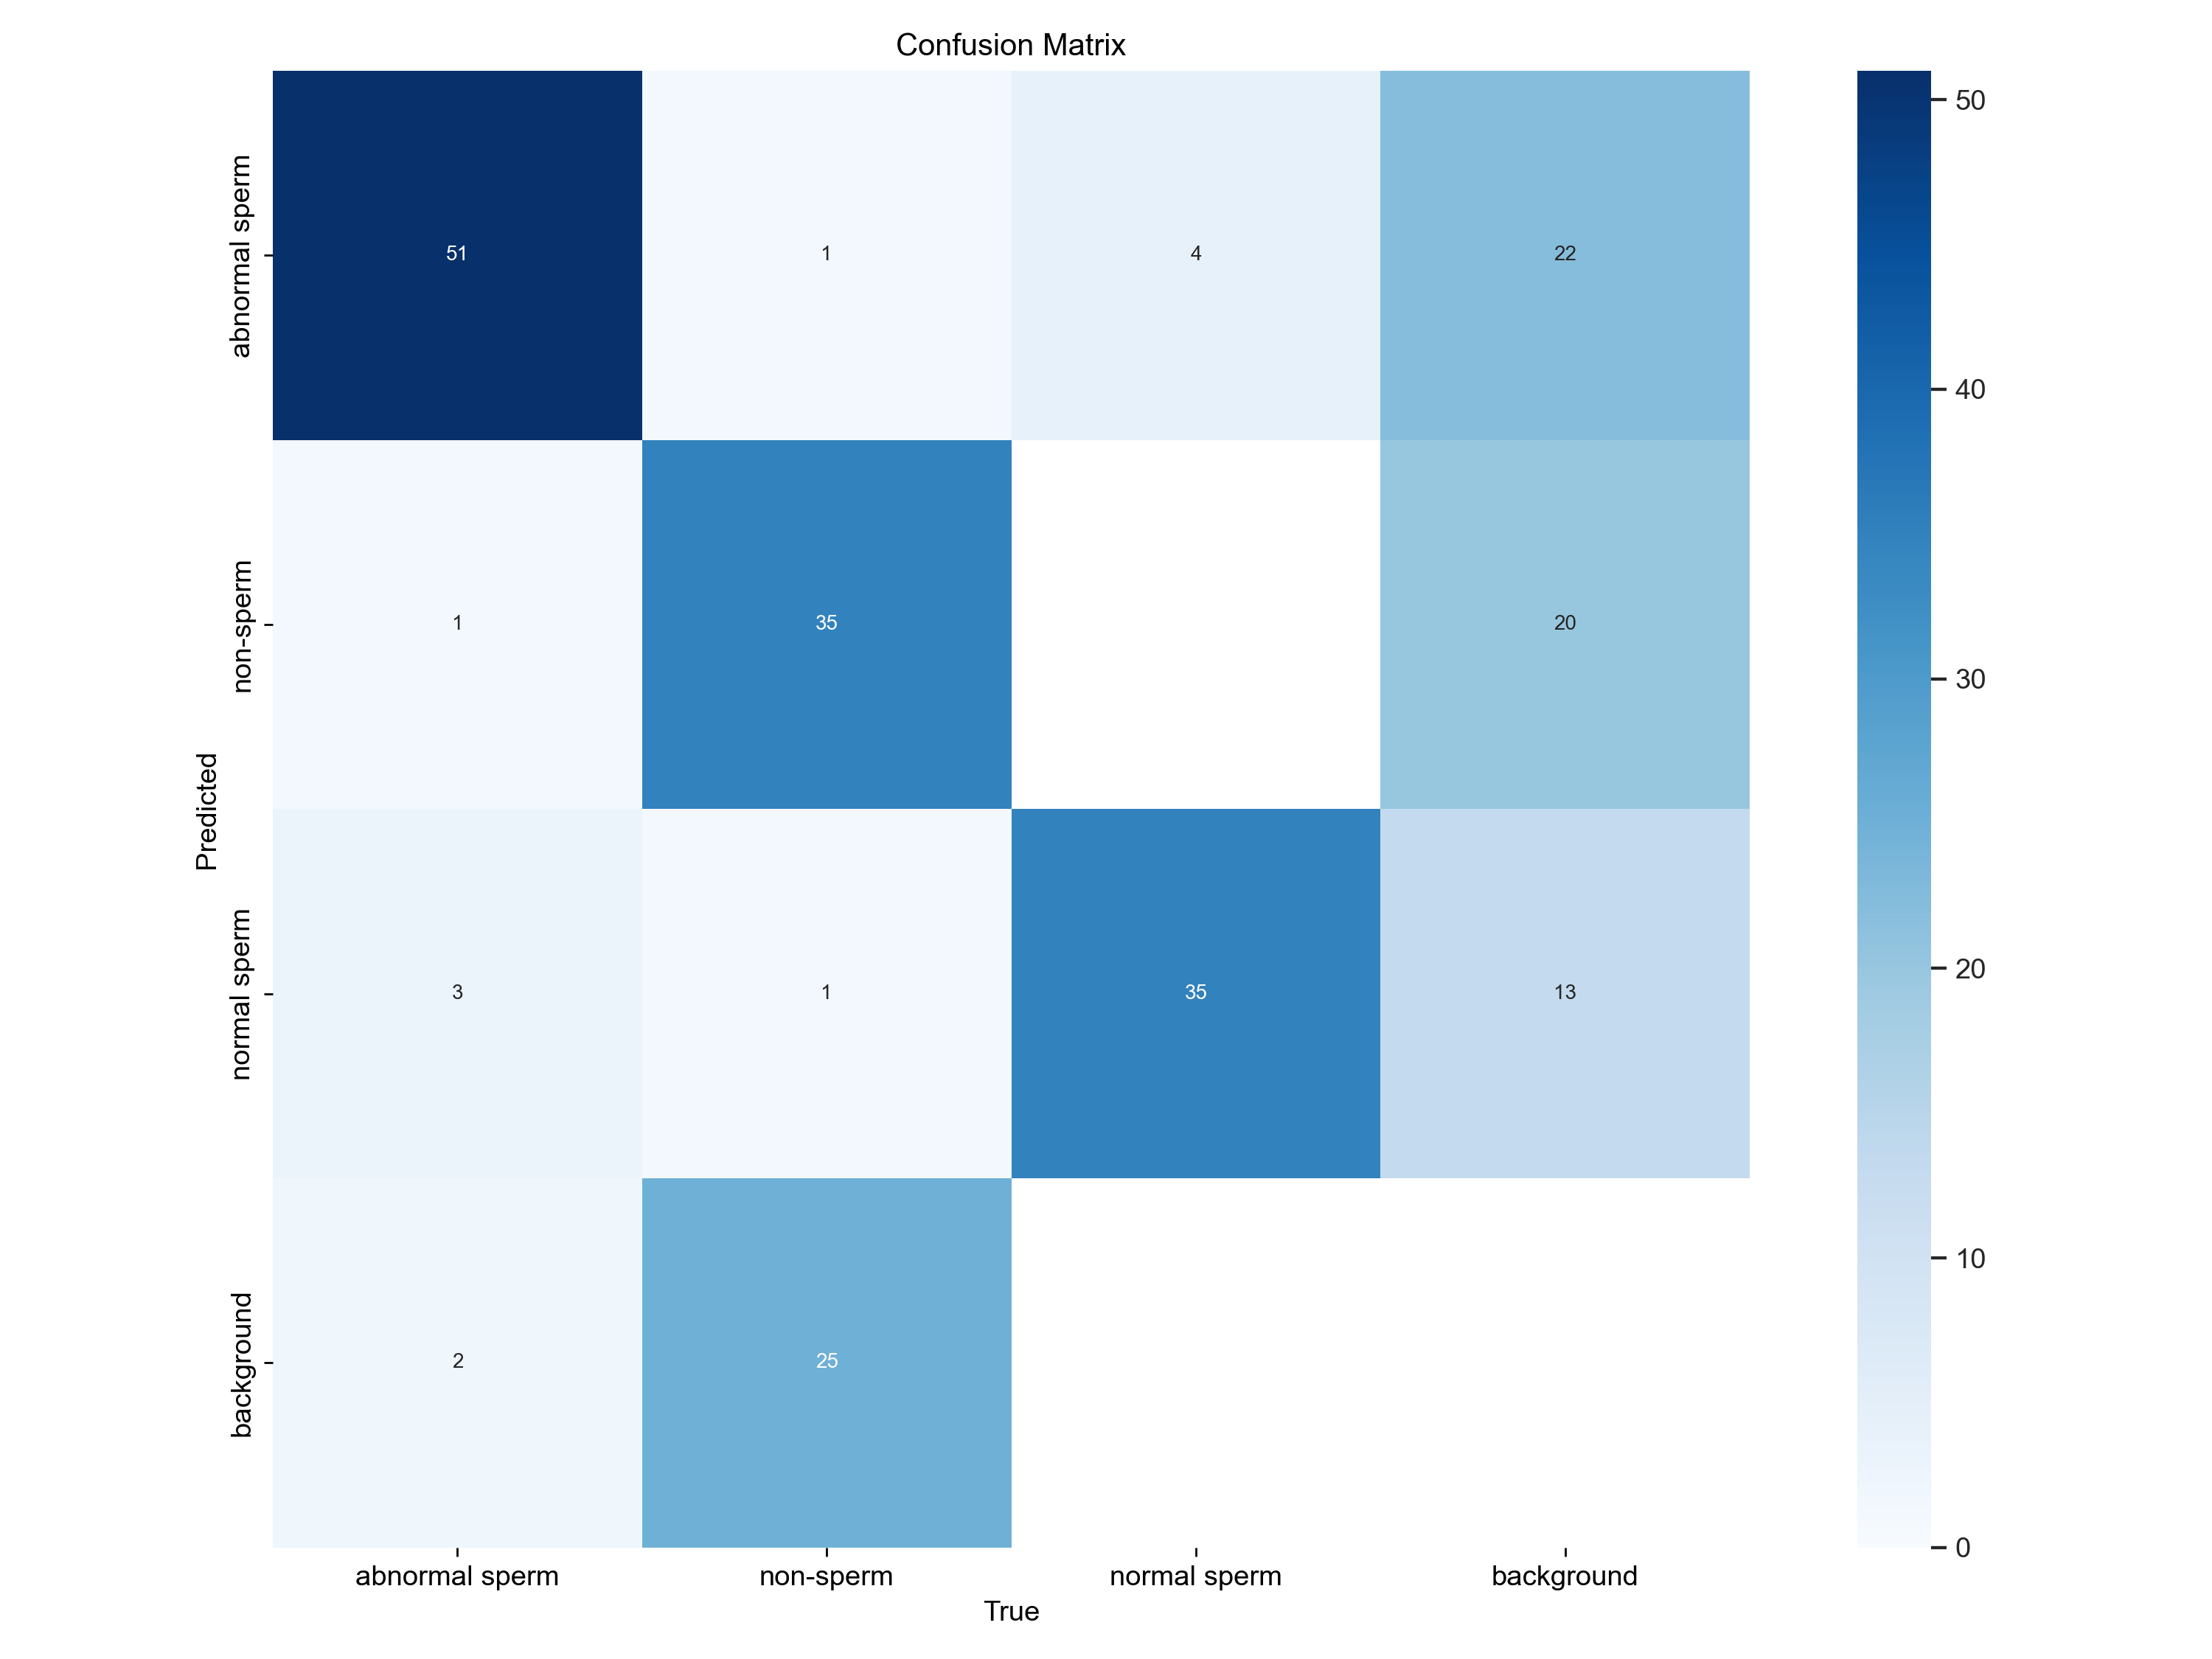 Confusion Matrix
abnormal sperm
51
1
4
22
non-sperm
1
35
20
normal sperm
3
1
35
13
background
2
25
Predicted
abnormal sperm
non-sperm
normal sperm
background
True
50
40
30
20
10
0